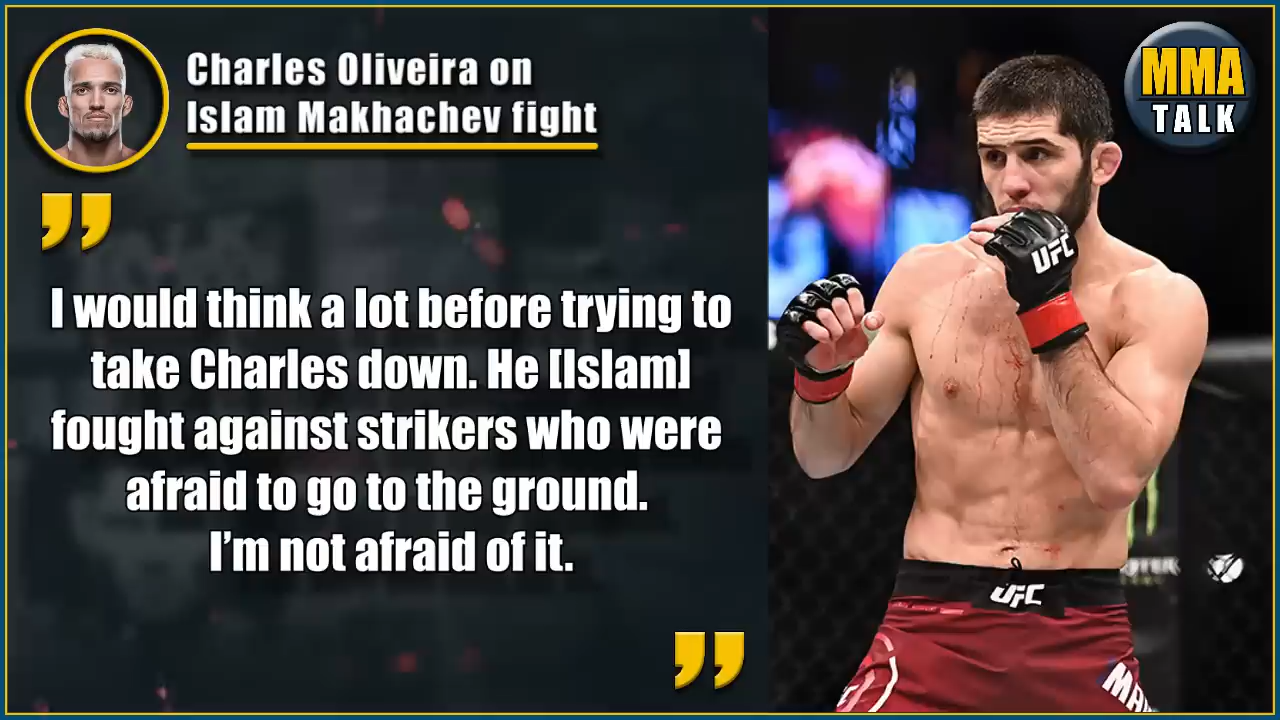 Charles Oliveira on
Islam Makhachev fight
MMA
TALK
I would think a lot before trying to
take Charles down. He [Islam]
fought against strikers who were
afraid to go to the ground.
I’m not afraid of it.
UFC
UFC